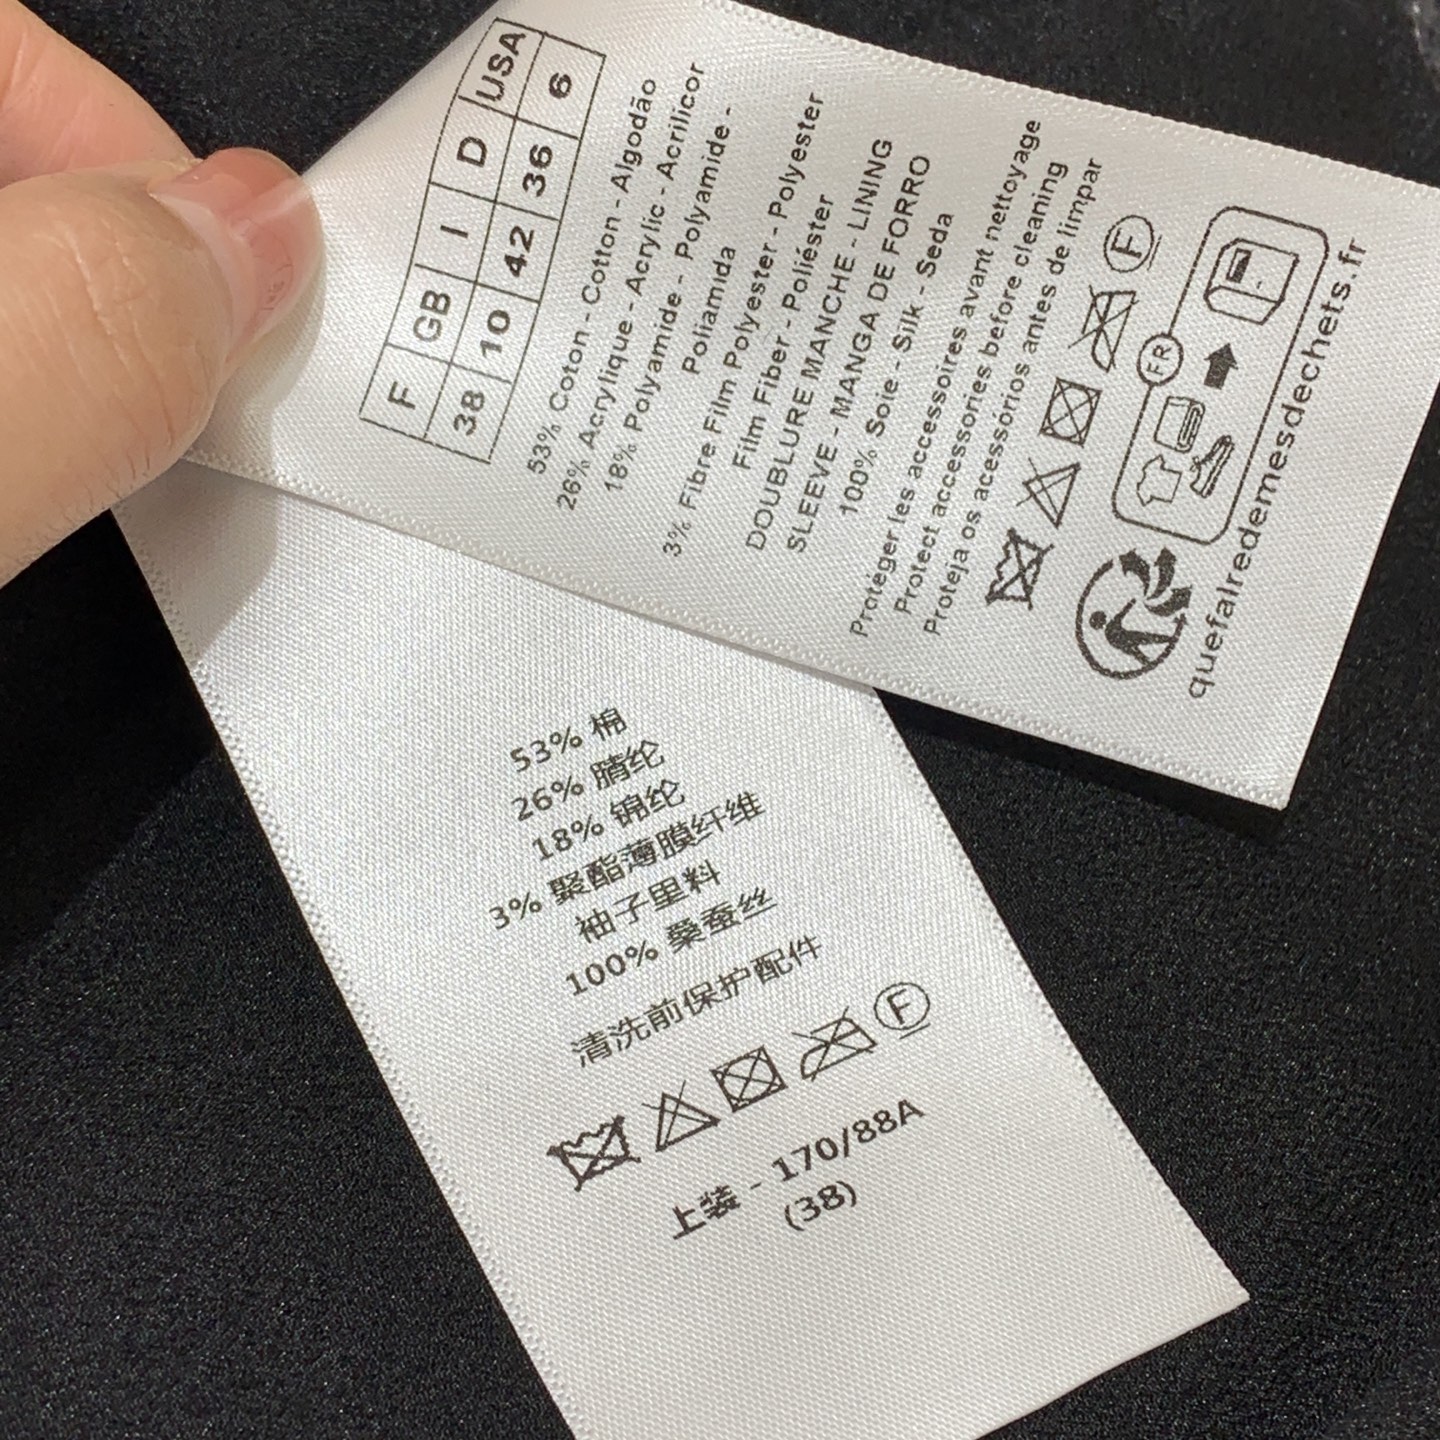 F GB I D USA
38 10 42 36 6
53% Coton - Cotton - Algodão
26% Acrylique - Acrylic - Acrilicor
18% Polyamide - Polyamide -
Poliamida
3% Fibre Film Polyester - Polyester
Film Fiber - Poliéster
DOUBLURE MANCHE - LINING
SLEEVE - MANGA DE FORRO
100% Soie - Silk - Seda
Protéger les accessoires avant nettoyage
Protect accessories before cleaning
Proteja os acessórios antes de limpar
F
FR
quefairedemesdechets.fr
53% 棉
26% 腈纶
18% 锦纶
3% 聚酯薄膜纤维
袖子里料
100% 桑蚕丝
清洗前保护配件
F
上装 - 170/88A
(38)